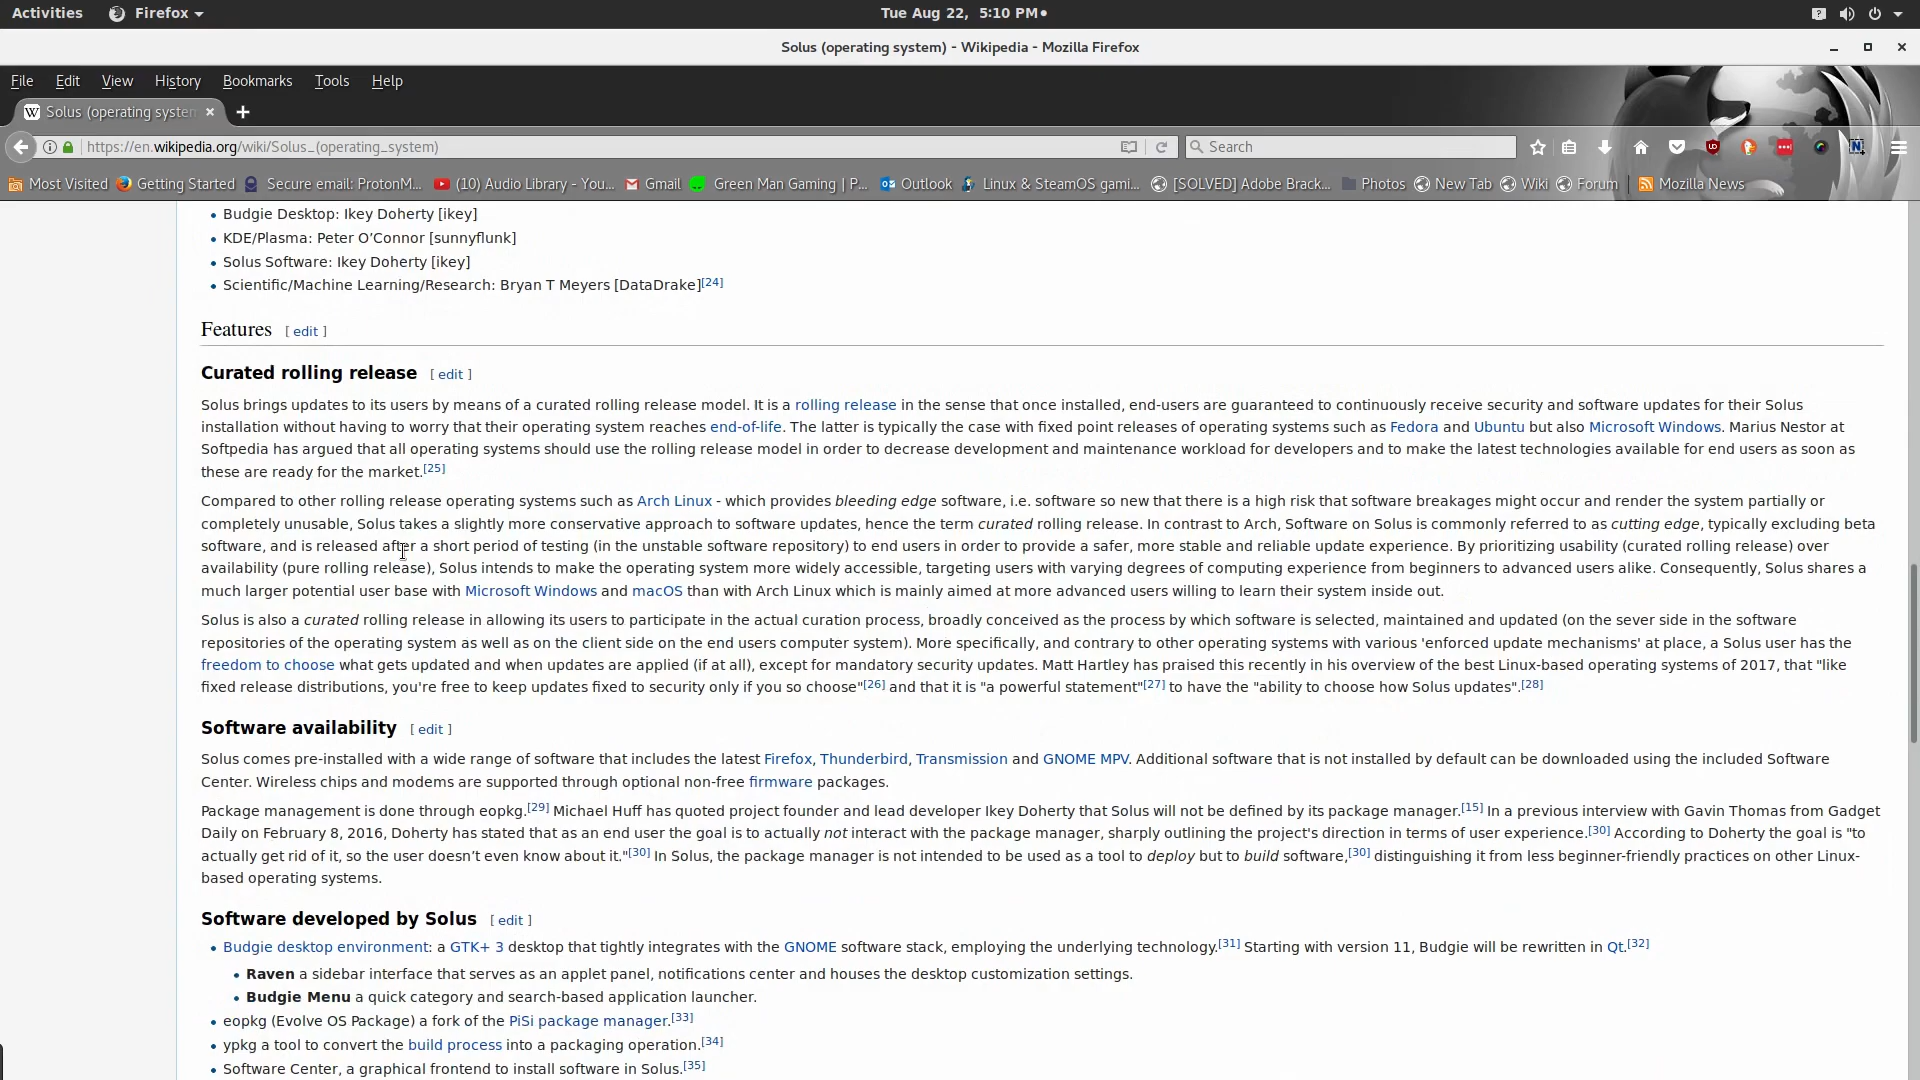 Activities Firefox Tue Aug 22, 5:10 PM
Solus (operating system) - Wikipedia - Mozilla Firefox
File Edit View History Bookmarks Tools Help
W Solus (operating system × +
https://en.wikipedia.org/wiki/Solus_(operating_system) Search
Most Visited Getting Started Secure email: ProtonM... (10) Audio Library - You... Gmail Green Man Gaming | P... Outlook Linux & SteamOS gami... [SOLVED] Adobe Brack... Photos New Tab Wiki Forum Mozilla News
• Budgie Desktop: Ikey Doherty [ikey]
• KDE/Plasma: Peter O’Connor [sunnyflunk]
• Solus Software: Ikey Doherty [ikey]
• Scientific/Machine Learning/Research: Bryan T Meyers [DataDrake][24]
Features [ edit ]
Curated rolling release [ edit ]
Solus brings updates to its users by means of a curated rolling release model. It is a rolling release in the sense that once installed, end-users are guaranteed to continuously receive security and software updates for their Solus
installation without having to worry that their operating system reaches end-of-life. The latter is typically the case with fixed point releases of operating systems such as Fedora and Ubuntu but also Microsoft Windows. Marius Nestor at
Softpedia has argued that all operating systems should use the rolling release model in order to decrease development and maintenance workload for developers and to make the latest technologies available for end users as soon as
these are ready for the market.[25]
Compared to other rolling release operating systems such as Arch Linux - which provides bleeding edge software, i.e. software so new that there is a high risk that software breakages might occur and render the system partially or
completely unusable, Solus takes a slightly more conservative approach to software updates, hence the term curated rolling release. In contrast to Arch, Software on Solus is commonly referred to as cutting edge, typically excluding beta
software, and is released after a short period of testing (in the unstable software repository) to end users in order to provide a safer, more stable and reliable update experience. By prioritizing usability (curated rolling release) over
availability (pure rolling release), Solus intends to make the operating system more widely accessible, targeting users with varying degrees of computing experience from beginners to advanced users alike. Consequently, Solus shares a
much larger potential user base with Microsoft Windows and macOS than with Arch Linux which is mainly aimed at more advanced users willing to learn their system inside out.
Solus is also a curated rolling release in allowing its users to participate in the actual curation process, broadly conceived as the process by which software is selected, maintained and updated (on the sever side in the software
repositories of the operating system as well as on the client side on the end users computer system). More specifically, and contrary to other operating systems with various 'enforced update mechanisms' at place, a Solus user has the
freedom to choose what gets updated and when updates are applied (if at all), except for mandatory security updates. Matt Hartley has praised this recently in his overview of the best Linux-based operating systems of 2017, that "like
fixed release distributions, you're free to keep updates fixed to security only if you so choose"[26] and that it is "a powerful statement"[27] to have the "ability to choose how Solus updates".[28]
Software availability [ edit ]
Solus comes pre-installed with a wide range of software that includes the latest Firefox, Thunderbird, Transmission and GNOME MPV. Additional software that is not installed by default can be downloaded using the included Software
Center. Wireless chips and modems are supported through optional non-free firmware packages.
Package management is done through eopkg.[29] Michael Huff has quoted project founder and lead developer Ikey Doherty that Solus will not be defined by its package manager.[15] In a previous interview with Gavin Thomas from Gadget
Daily on February 8, 2016, Doherty has stated that as an end user the goal is to actually not interact with the package manager, sharply outlining the project's direction in terms of user experience.[30] According to Doherty the goal is "to
actually get rid of it, so the user doesn’t even know about it."[30] In Solus, the package manager is not intended to be used as a tool to deploy but to build software,[30] distinguishing it from less beginner-friendly practices on other Linux-
based operating systems.
Software developed by Solus [ edit ]
• Budgie desktop environment: a GTK+ 3 desktop that tightly integrates with the GNOME software stack, employing the underlying technology.[31] Starting with version 11, Budgie will be rewritten in Qt.[32]
• Raven a sidebar interface that serves as an applet panel, notifications center and houses the desktop customization settings.
• Budgie Menu a quick category and search-based application launcher.
• eopkg (Evolve OS Package) a fork of the PiSi package manager.[33]
• ypkg a tool to convert the build process into a packaging operation.[34]
• Software Center, a graphical frontend to install software in Solus.[35]